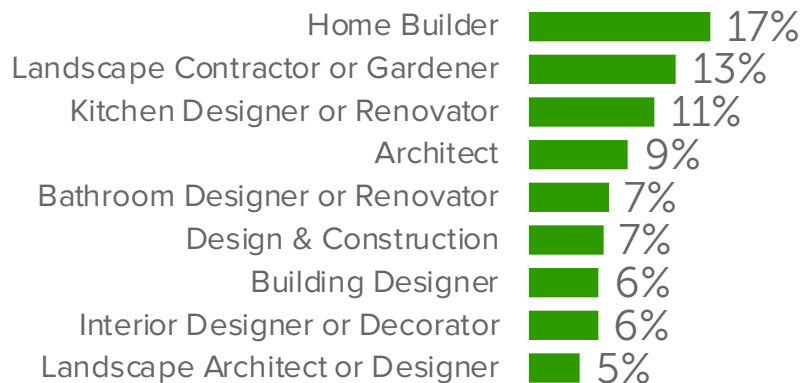 Home Builder 17%
Landscape Contractor or Gardener 13%
Kitchen Designer or Renovator 11%
Architect 9%
Bathroom Designer or Renovator 7%
Design & Construction 7%
Building Designer 6%
Interior Designer or Decorator 6%
Landscape Architect or Designer 5%